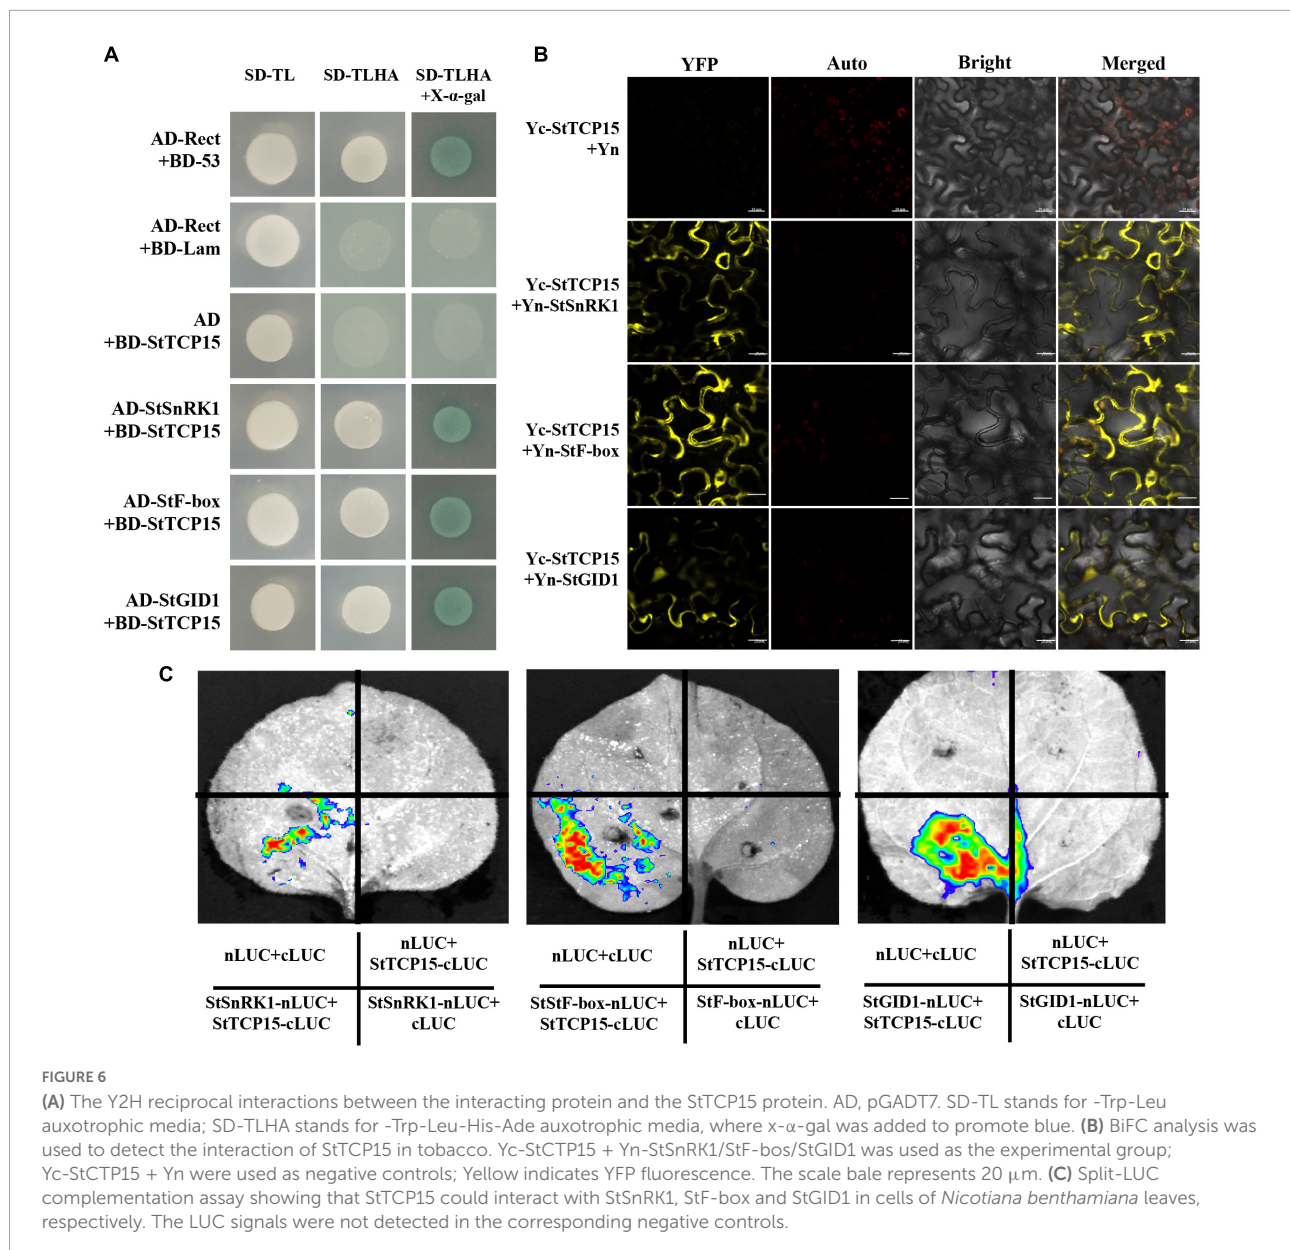 A
SD-TL
SD-TLHA
SD-TLHA
+X-α-gal
AD-Rect
+BD-53
AD-Rect
+BD-Lam
AD
+BD-StTCP15
AD-StSnRK1
+BD-StTCP15
AD-StF-box
+BD-StTCP15
AD-StGID1
+BD-StTCP15
B
YFP
Auto
Bright
Merged
Yc-StTCP15
+Yn
Yc-StTCP15
+Yn-StSnRK1
Yc-StTCP15
+Yn-StF-box
Yc-StTCP15
+Yn-StGID1
C
nLUC+cLUC
nLUC+
StTCP15-cLUC
StSnRK1-nLUC+
StTCP15-cLUC
StSnRK1-nLUC+
cLUC
nLUC+cLUC
nLUC+
StTCP15-cLUC
StStF-box-nLUC+
StTCP15-cLUC
StF-box-nLUC+
cLUC
nLUC+cLUC
nLUC+
StTCP15-cLUC
StGID1-nLUC+
StTCP15-cLUC
StGID1-nLUC+
cLUC
FIGURE 6
(A) The Y2H reciprocal interactions between the interacting protein and the StTCP15 protein. AD, pGADT7. SD-TL stands for -Trp-Leu
auxotrophic media; SD-TLHA stands for -Trp-Leu-His-Ade auxotrophic media, where x-α-gal was added to promote blue. (B) BiFC analysis was
used to detect the interaction of StTCP15 in tobacco. Yc-StCTP15 + Yn-StSnRK1/StF-bos/StGID1 was used as the experimental group;
Yc-StCTP15 + Yn were used as negative controls; Yellow indicates YFP fluorescence. The scale bale represents 20 μm. (C) Split-LUC
complementation assay showing that StTCP15 could interact with StSnRK1, StF-box and StGID1 in cells of Nicotiana benthamiana leaves,
respectively. The LUC signals were not detected in the corresponding negative controls.